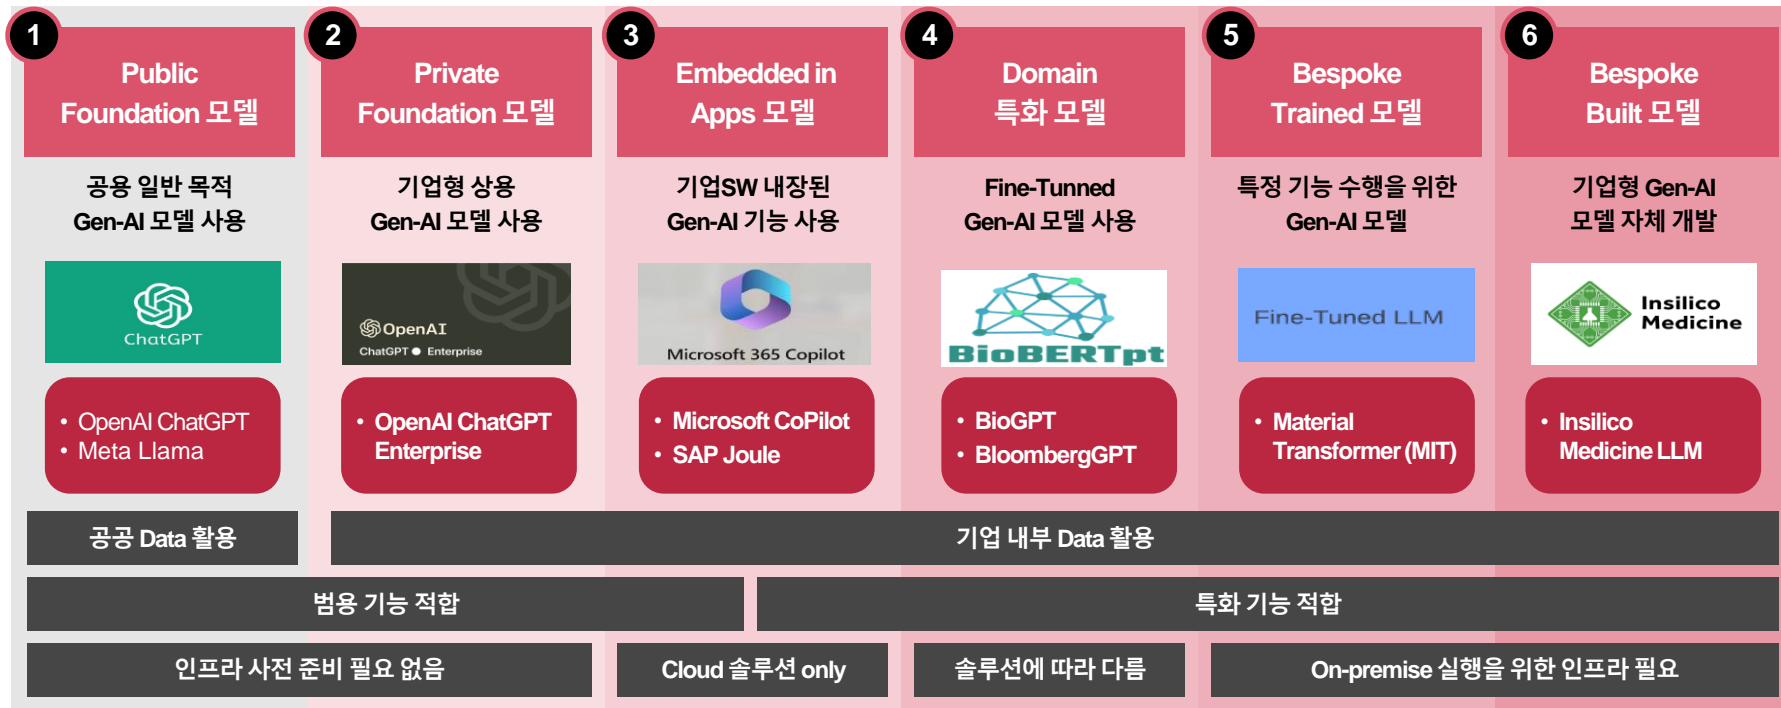 1
Public
Foundation 모델
공용 일반 목적
Gen-AI 모델 사용
ChatGPT
• OpenAI ChatGPT
• Meta Llama
2
Private
Foundation 모델
기업형 상용
Gen-AI 모델 사용
OpenAI
ChatGPT ● Enterprise
• OpenAI ChatGPT
Enterprise
3
Embedded in
Apps 모델
기업SW 내장된
Gen-AI 기능 사용
Microsoft 365 Copilot
• Microsoft CoPilot
• SAP Joule
4
Domain
특화 모델
Fine-Tunned
Gen-AI 모델 사용
BioBERTpt
• BioGPT
• BloombergGPT
5
Bespoke
Trained 모델
특정 기능 수행을 위한
Gen-AI 모델
Fine-Tuned LLM
• Material
Transformer (MIT)
6
Bespoke
Built 모델
기업형 Gen-AI
모델 자체 개발
Insilico
Medicine
• Insilico
Medicine LLM
공공 Data 활용
기업 내부 Data 활용
범용 기능 적합
특화 기능 적합
인프라 사전 준비 필요 없음
Cloud 솔루션 only
솔루션에 따라 다름
On-premise 실행을 위한 인프라 필요